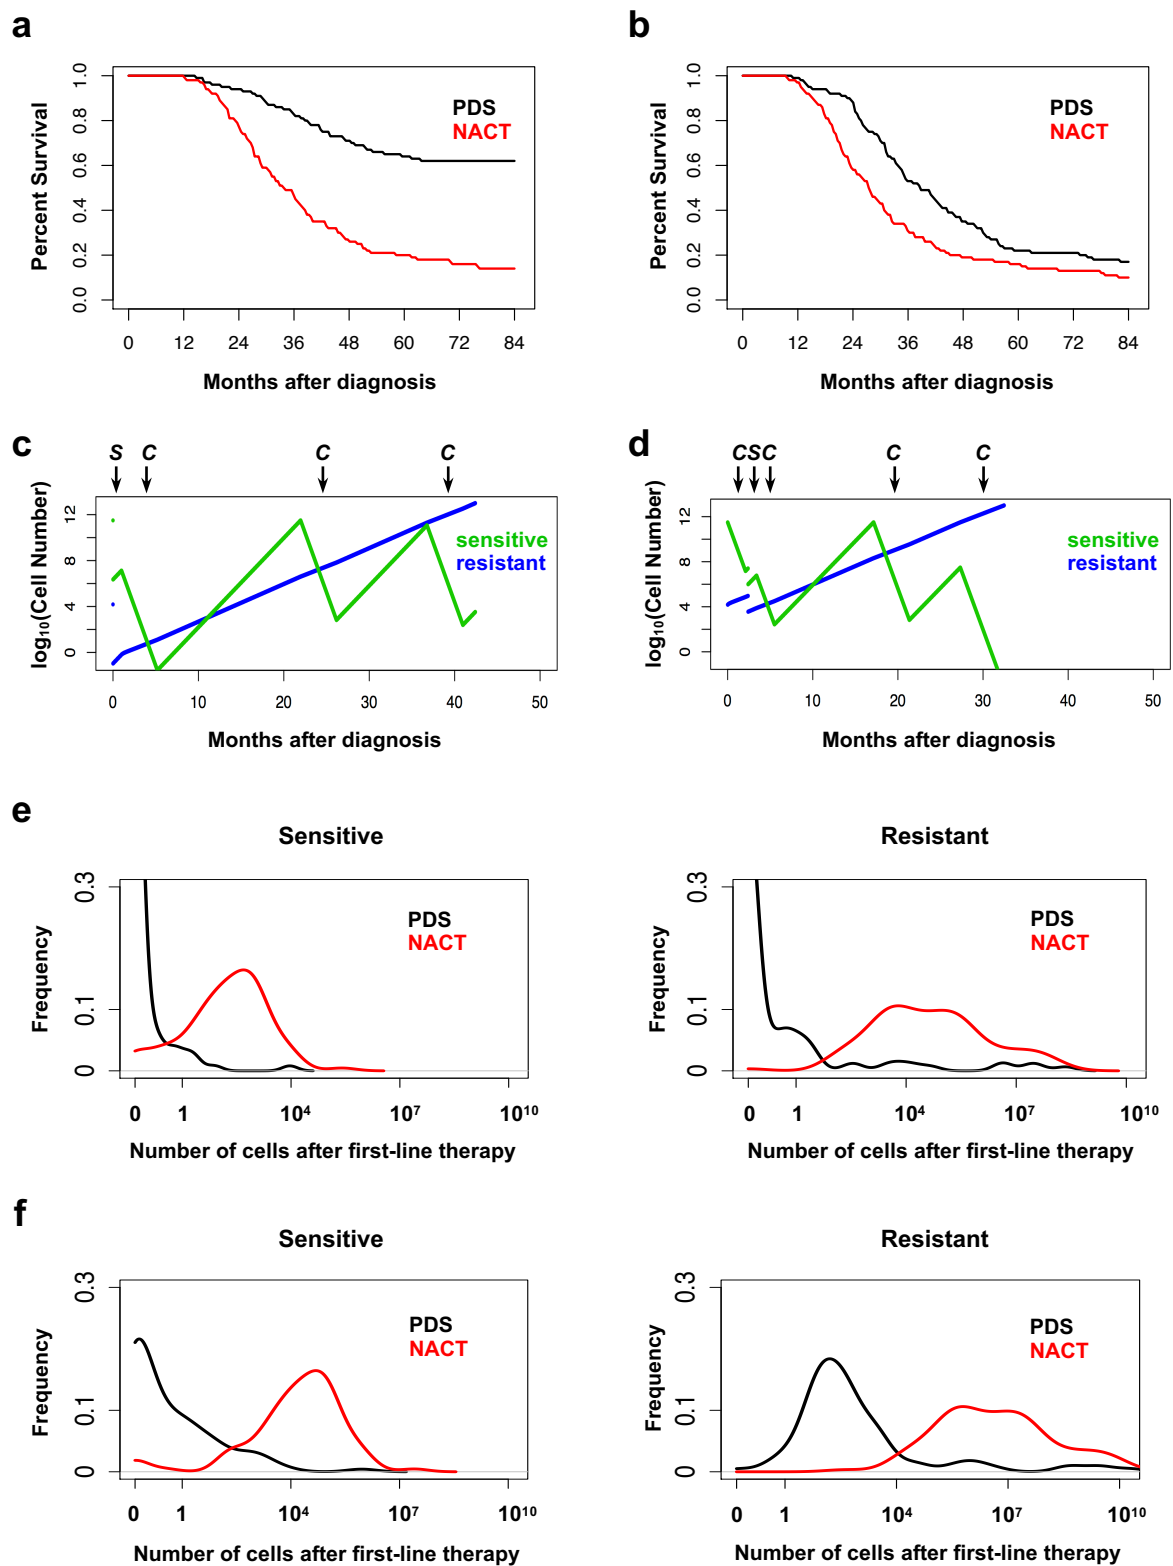 a
b
Percent Survival
1.0
0.8
0.6
0.4
0.2
0.0
PDS
NACT
0 12 24 36 48 60 72 84
Months after diagnosis
Percent Survival
1.0
0.8
0.6
0.4
0.2
0.0
PDS
NACT
0 12 24 36 48 60 72 84
Months after diagnosis
c
S C C C
log₁₀(Cell Number)
12
8
4
0
sensitive
resistant
0 10 20 30 40 50
Months after diagnosis
d
C S C C C
log₁₀(Cell Number)
12
8
4
0
sensitive
resistant
0 10 20 30 40 50
Months after diagnosis
e
Sensitive
Frequency
0.3
0.1
0
PDS
NACT
0 1 10⁴ 10⁷ 10¹⁰
Number of cells after first-line therapy
Resistant
Frequency
0.3
0.1
0
PDS
NACT
0 1 10⁴ 10⁷ 10¹⁰
Number of cells after first-line therapy
f
Sensitive
Frequency
0.3
0.1
0
PDS
NACT
0 1 10⁴ 10⁷ 10¹⁰
Number of cells after first-line therapy
Resistant
Frequency
0.3
0.1
0
PDS
NACT
0 1 10⁴ 10⁷ 10¹⁰
Number of cells after first-line therapy